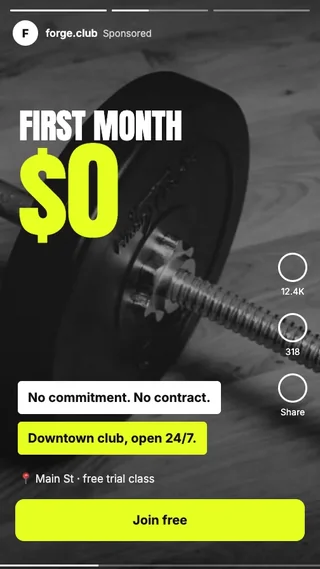 F
forge.club Sponsored
FIRST MONTH
$0
12.4K
318
No commitment. No contract.
Share
Downtown club, open 24/7.
📍 Main St · free trial class
Join free